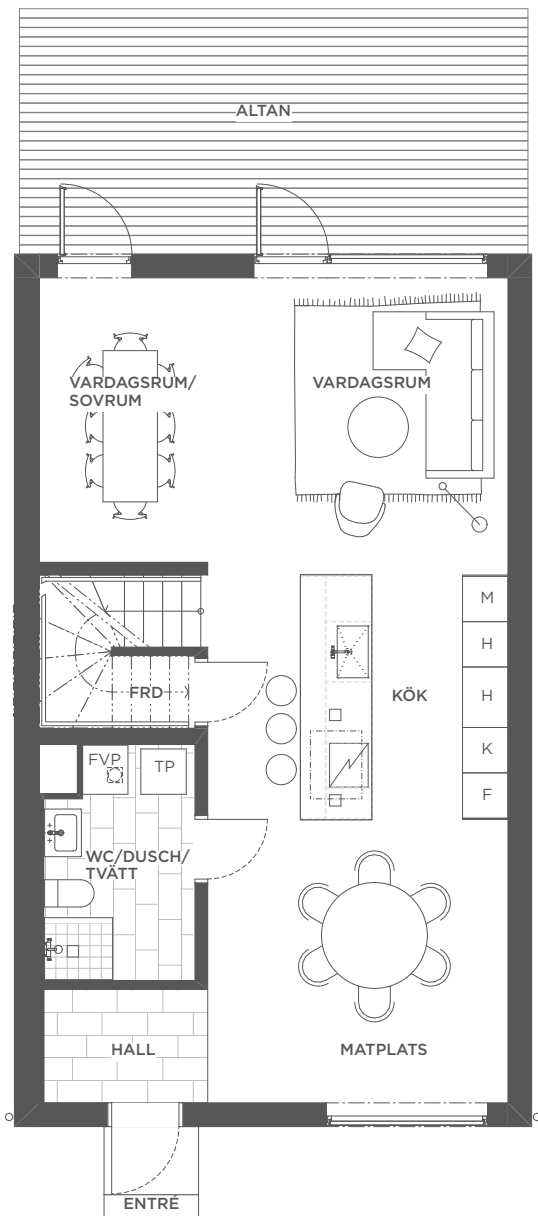 ALTAN
VARDAGSRUM/
SOVRUM
VARDAGSRUM
M
H
H
K
F
KÖK
FRD
FVP
TP
WC/DUSCH/
TVÄTT
HALL
MATPLATS
ENTRÉ